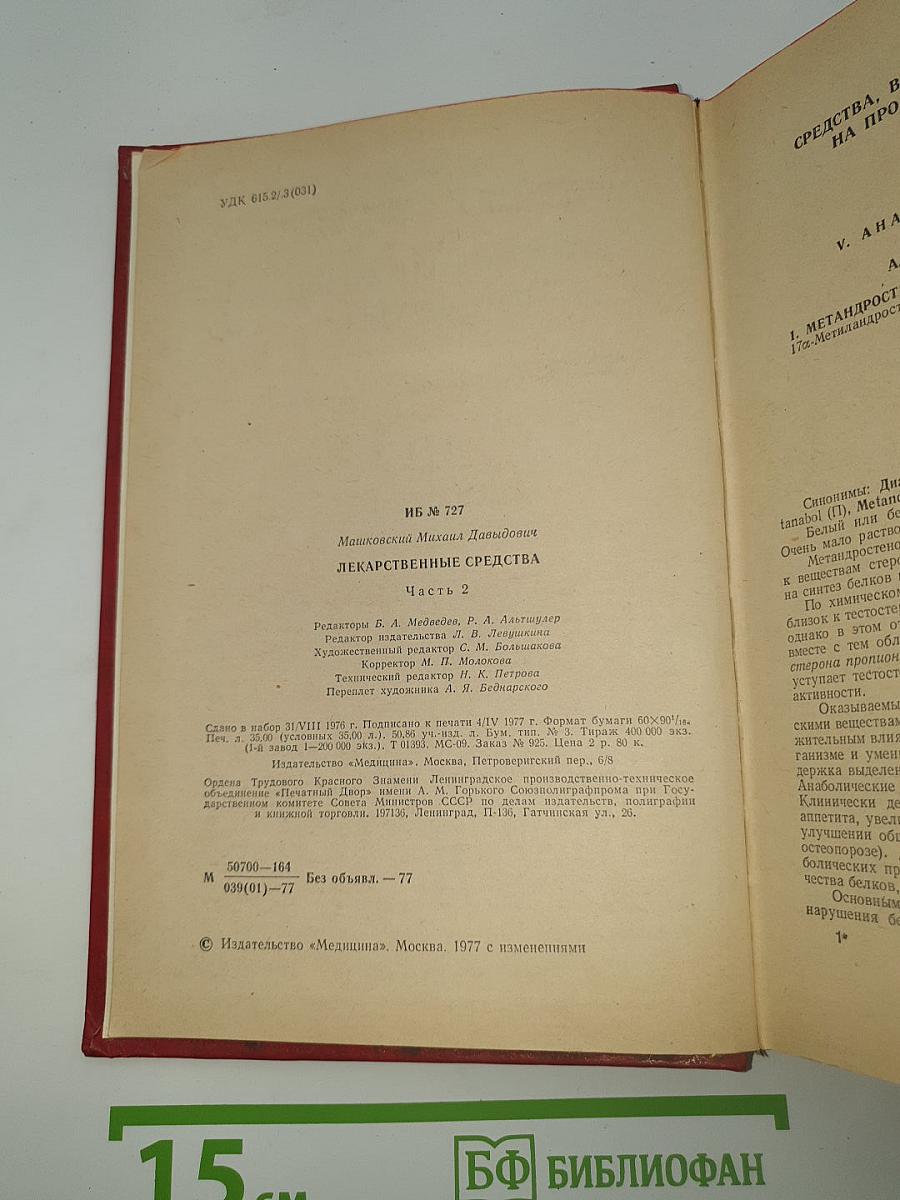 УДК 615.2/.3(031)
ИБ № 727
Машковский Михаил Давыдович
ЛЕКАРСТВЕННЫЕ СРЕДСТВА
Часть 2
Редакторы Б. А. Медведев, Р. А. Альтшулер
Редактор издательства Л. В. Левушкина
Художественный редактор С. М. Большакова
Корректор М. П. Молокова
Технический редактор Н. К. Петрова
Переплет художника А. Я. Беднарского
Сдано в набор 31/VIII 1976 г. Подписано к печати 4/IV 1977 г. Формат бумаги 60×90¹/₁₆.
Печ. л. 35,00 (условных 35,00 л.). 50,86 уч.-изд. л. Бум. тип. № 3. Тираж 400 000 экз.
(1-й завод 1—200 000 экз.). Т 01393. МС-09. Заказ № 925. Цена 2 р. 80 к.
Издательство «Медицина». Москва, Петроверигский пер., 6/8
Ордена Трудового Красного Знамени Ленинградское производственно-техническое
объединение «Печатный Двор» имени А. М. Горького Союзполиграфпрома при Госу-
дарственном комитете Совета Министров СССР по делам издательств, полиграфии
и книжной торговли. 197136, Ленинград, П-136, Гатчинская ул., 26.
М 50700—164
039(01)—77 Без объявл. — 77
© Издательство «Медицина». Москва. 1977 с изменениями
СРЕДСТВА, В
НА ПРО
V. АНА
А
1. МЕТАНДРОСТ
17α-Метиландрост
Синонимы: Диа
tanabol (П), Metanc
Белый или бе
Очень мало раство
Метандростено
к веществам стеро
на синтез белков
По химическом
близок к тестосте
однако в этом от
вместе с тем обл
стерона пропион
уступает тестост
активности.
Оказываемы
скими веществам
жительным влия
ганизме и умен
держка выделен
Анаболические
Клинически де
аппетита, увели
улучшении общ
остеопорозе).
болических пр
чества белков,
Основным
нарушения бе
1*
15 см
БФ БИБЛИОФАН